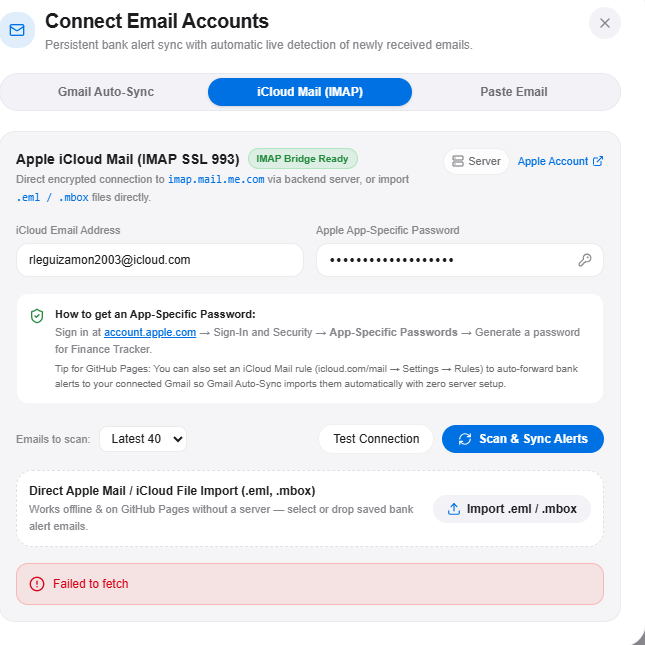 Connect Email Accounts
Persistent bank alert sync with automatic live detection of newly received emails.
Gmail Auto-Sync
iCloud Mail (IMAP)
Paste Email
Apple iCloud Mail (IMAP SSL 993)
IMAP Bridge Ready
Server
Apple Account
Direct encrypted connection to imap.mail.me.com via backend server, or import
.eml / .mbox files directly.
iCloud Email Address
Apple App-Specific Password
rleguizamon2003@icloud.com
•••••••••••••••••••
How to get an App-Specific Password:
Sign in at account.apple.com → Sign-In and Security → App-Specific Passwords → Generate a password
for Finance Tracker.
Tip for GitHub Pages: You can also set an iCloud Mail rule (icloud.com/mail → Settings → Rules) to auto-forward bank
alerts to your connected Gmail so Gmail Auto-Sync imports them automatically with zero server setup.
Emails to scan:
Latest 40
Test Connection
Scan & Sync Alerts
Direct Apple Mail / iCloud File Import (.eml, .mbox)
Works offline & on GitHub Pages without a server — select or drop saved bank
alert emails.
Import .eml / .mbox
Failed to fetch